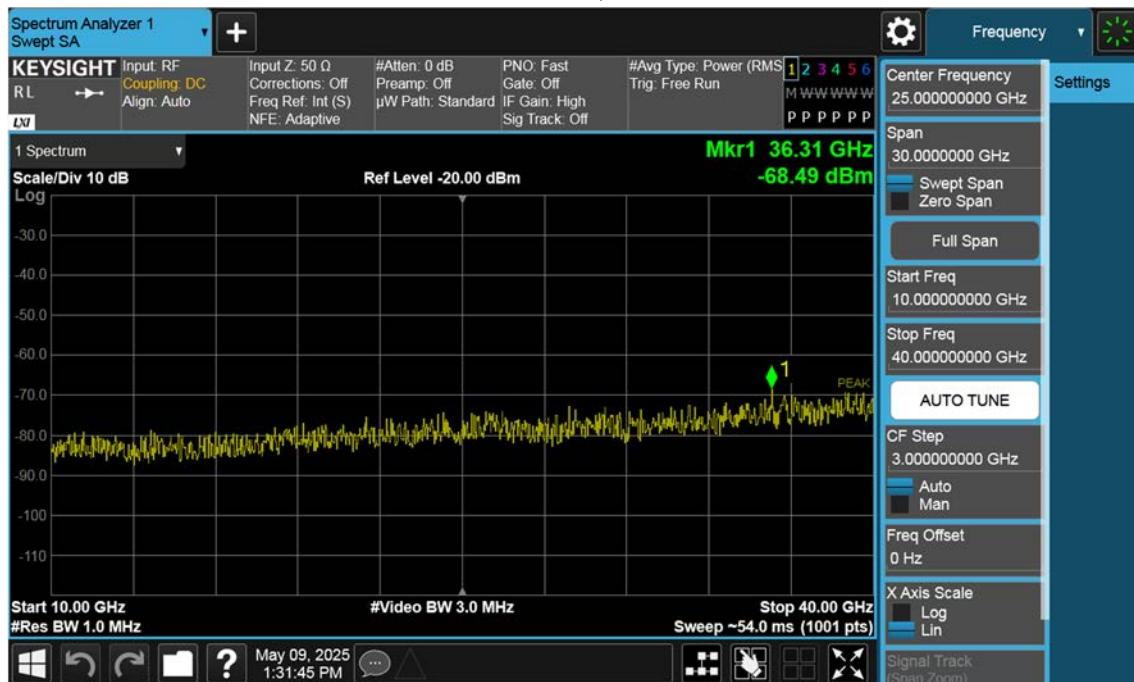 Spectrum Analyzer 1
Swept SA
Frequency
KEYSIGHT
RL
LXI
Input: RF
Coupling: DC
Align: Auto
Input Z: 50 Ω
Corrections: Off
Freq Ref: Int (S)
NFE: Adaptive
#Atten: 0 dB
Preamp: Off
µW Path: Standard
PNO: Fast
Gate: Off
IF Gain: High
Sig Track: Off
#Avg Type: Power (RMS
Trig: Free Run
1 2 3 4 5 6
M W W W W W
P P P P P P
1 Spectrum
Mkr1 36.31 GHz
Scale/Div 10 dB
Ref Level -20.00 dBm
-68.49 dBm
Log
-30.0
-40.0
-50.0
-60.0
1
PEAK
-70.0
-80.0
-90.0
-100
-110
Start 10.00 GHz
#Video BW 3.0 MHz
Stop 40.00 GHz
#Res BW 1.0 MHz
Sweep ~54.0 ms (1001 pts)
Center Frequency
25.000000000 GHz
Settings
Span
30.0000000 GHz
Swept Span
Zero Span
Full Span
Start Freq
10.000000000 GHz
Stop Freq
40.000000000 GHz
AUTO TUNE
CF Step
3.000000000 GHz
Auto
Man
Freq Offset
0 Hz
X Axis Scale
Log
Lin
Signal Track
(Span Zoom)
?
May 09, 2025
1:31:45 PM